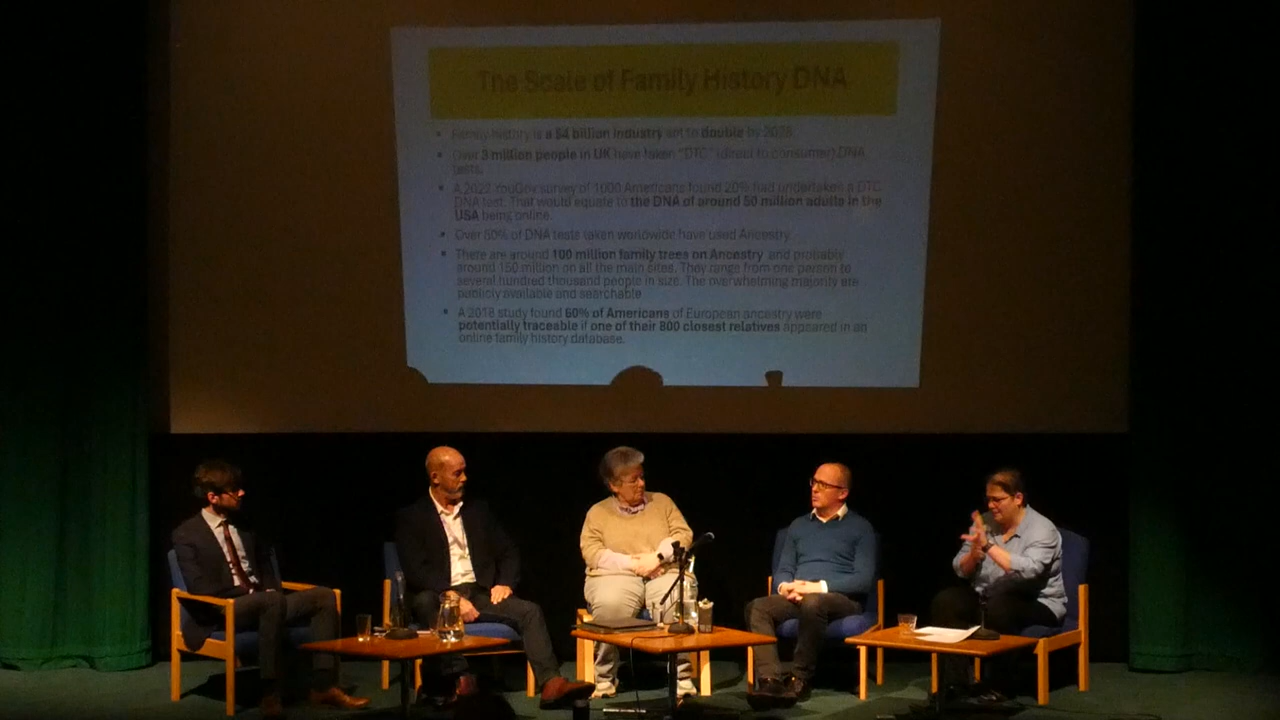 The Scale of Family History DNA
Family history is a $4 billion industry set to double by
Over 3 million people in UK have taken "DTC" (direct to consumer) DNA
tests.
A 2022 YouGov survey of 1000 Americans found 20% had undertaken a DTC
DNA test. That would equate to the DNA of around 50 million adults in the
USA being online.
Over 80% of DNA tests taken worldwide have used Ancestry.
There are around 100 million family trees on Ancestry and probably
around 150 million on all the main sites. They range from one person to
several hundred thousand people in size. The overwhelming majority are
publicly available and searchable
A 2018 study found 60% of Americans of European ancestry were
potentially traceable if one of their 800 closest relatives appeared in an
online family history database.